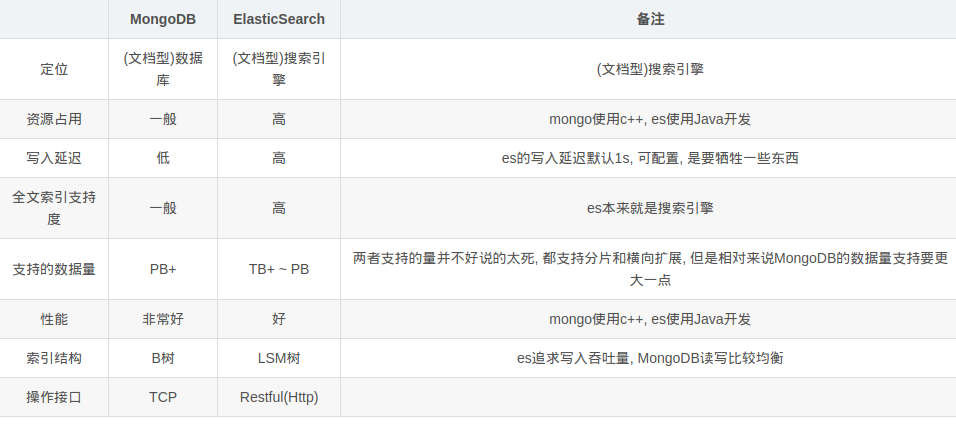 MongoDB ElasticSearch 备注
定位 (文档型)数据库 (文档型)搜索引擎 (文档型)搜索引擎
资源占用 一般 高 mongo使用c++, es使用Java开发
写入延迟 低 高 es的写入延迟默认1s, 可配置, 是要牺牲一些东西
全文索引支持度 一般 高 es本来就是搜索引擎
支持的数据量 PB+ TB+ ~ PB 两者支持的量并不好说的太死, 都支持分片和横向扩展, 但是相对来说MongoDB的数据量支持要更大一点
性能 非常好 好 mongo使用c++, es使用Java开发
索引结构 B树 LSM树 es追求写入吞吐量, MongoDB读写比较均衡
操作接口 TCP Restful(Http)